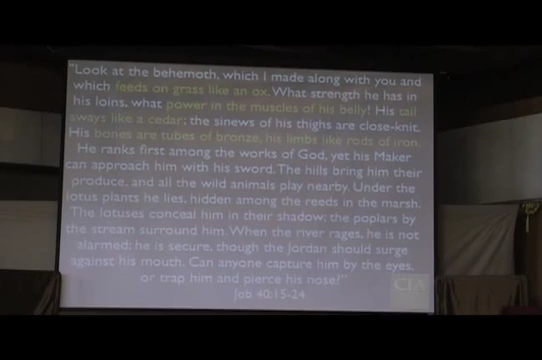 "Look at the behemoth, which I made along with you and
which feeds on grass like an ox. What strength he has in
his loins, what power in the muscles of his belly! His tail
sways like a cedar; the sinews of his thighs are close-knit.
His bones are tubes of bronze, his limbs like rods of iron.
He ranks first among the works of God, yet his Maker
can approach him with his sword. The hills bring him their
produce, and all the wild animals play nearby. Under the
lotus plants he lies, hidden among the reeds in the marsh.
The lotuses conceal him in their shadow; the poplars by
the stream surround him. When the river rages, he is not
alarmed; he is secure, though the Jordan should surge
against his mouth. Can anyone capture him by the eyes,
or trap him and pierce his nose?"
Job 40:15-24